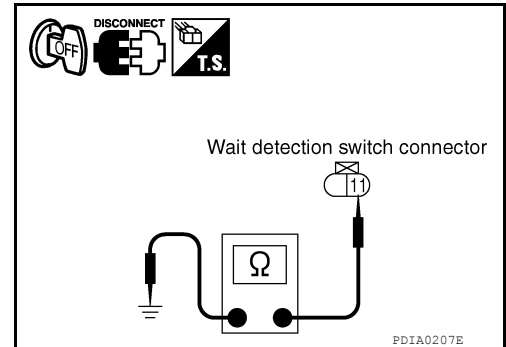 DISCONNECT
OFF
T.S.
Wait detection switch connector
11
Ω
PDIA0207E